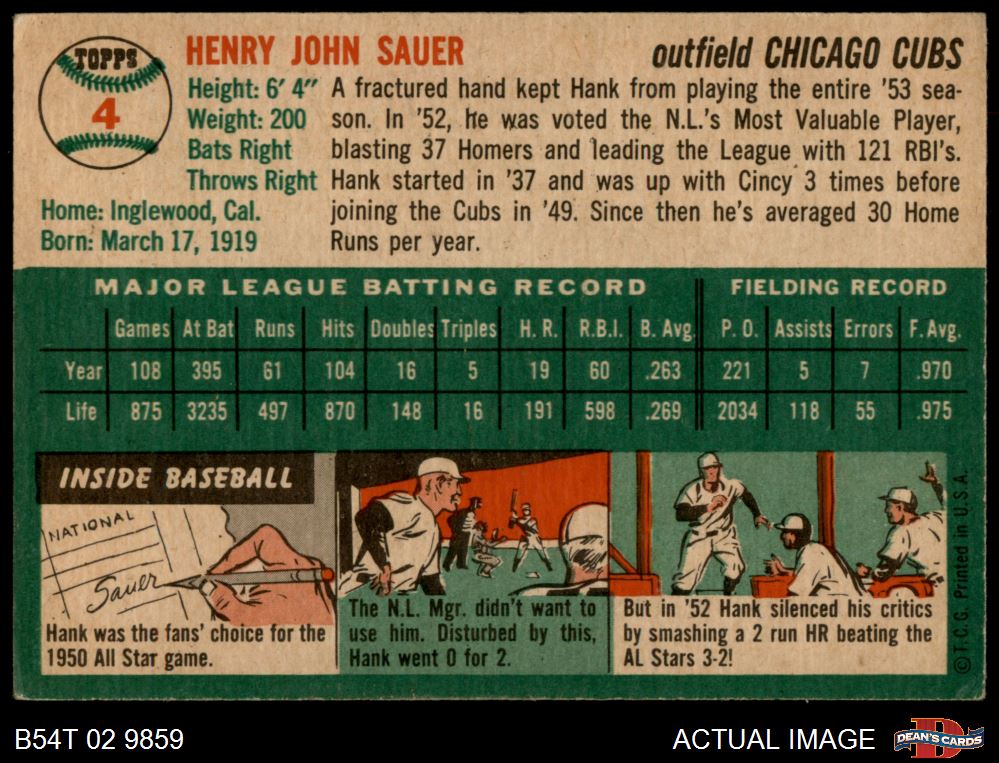 TOPPS
4
HENRY JOHN SAUER
outfield CHICAGO CUBS
Height: 6' 4"
Weight: 200
Bats Right
Throws Right
Home: Inglewood, Cal.
Born: March 17, 1919
A fractured hand kept Hank from playing the entire '53 sea-
son. In '52, he was voted the N.L.'s Most Valuable Player,
blasting 37 Homers and leading the League with 121 RBI's.
Hank started in '37 and was up with Cincy 3 times before
joining the Cubs in '49. Since then he's averaged 30 Home
Runs per year.
MAJOR LEAGUE BATTING RECORD FIELDING RECORD
Games At Bat Runs Hits Doubles Triples H. R. R.B.I. B. Avg. P. O. Assists Errors F. Avg.
Year 108 395 61 104 16 5 19 60 .263 221 5 7 .970
Life 875 3235 497 870 148 16 191 598 .269 2034 118 55 .975
INSIDE BASEBALL
NATIONAL
Sauer
Hank was the fans' choice for the
1950 All Star game.
The N.L. Mgr. didn't want to
use him. Disturbed by this,
Hank went 0 for 2.
But in '52 Hank silenced his critics
by smashing a 2 run HR beating the
AL Stars 3-2!
© T.C.G. Printed in U.S.A.
B54T 02 9859
ACTUAL IMAGE
D
DEAN'S CARDS